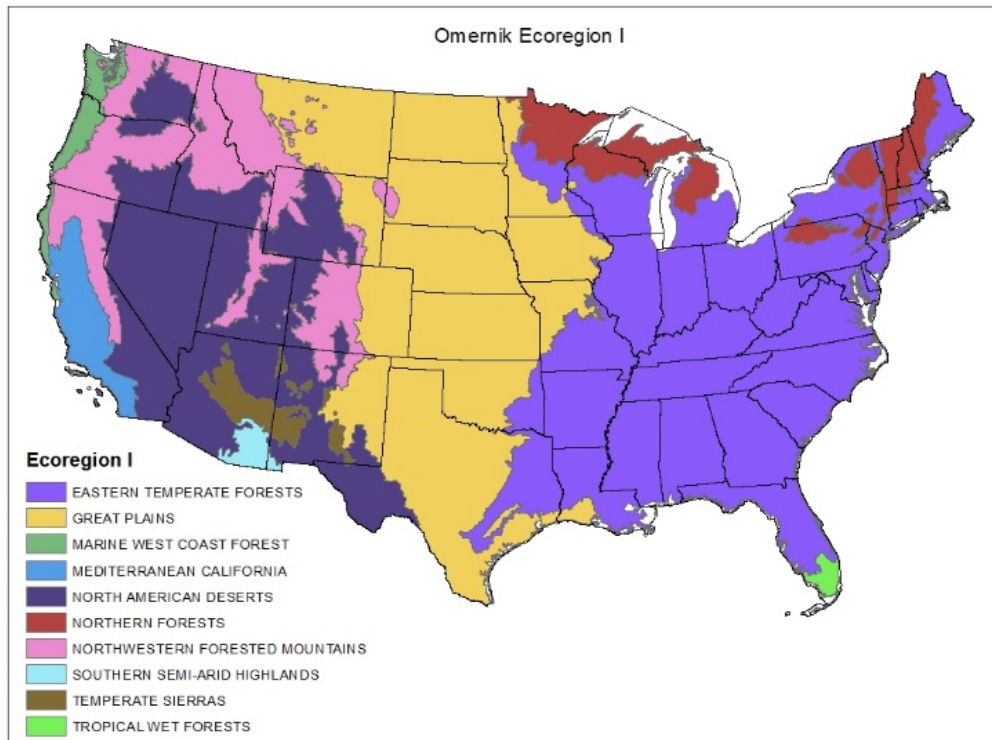 Omernik Ecoregion I
Ecoregion I
EASTERN TEMPERATE FORESTS
GREAT PLAINS
MARINE WEST COAST FOREST
MEDITERRANEAN CALIFORNIA
NORTH AMERICAN DESERTS
NORTHERN FORESTS
NORTHWESTERN FORESTED MOUNTAINS
SOUTHERN SEMI-ARID HIGHLANDS
TEMPERATE SIERRAS
TROPICAL WET FORESTS